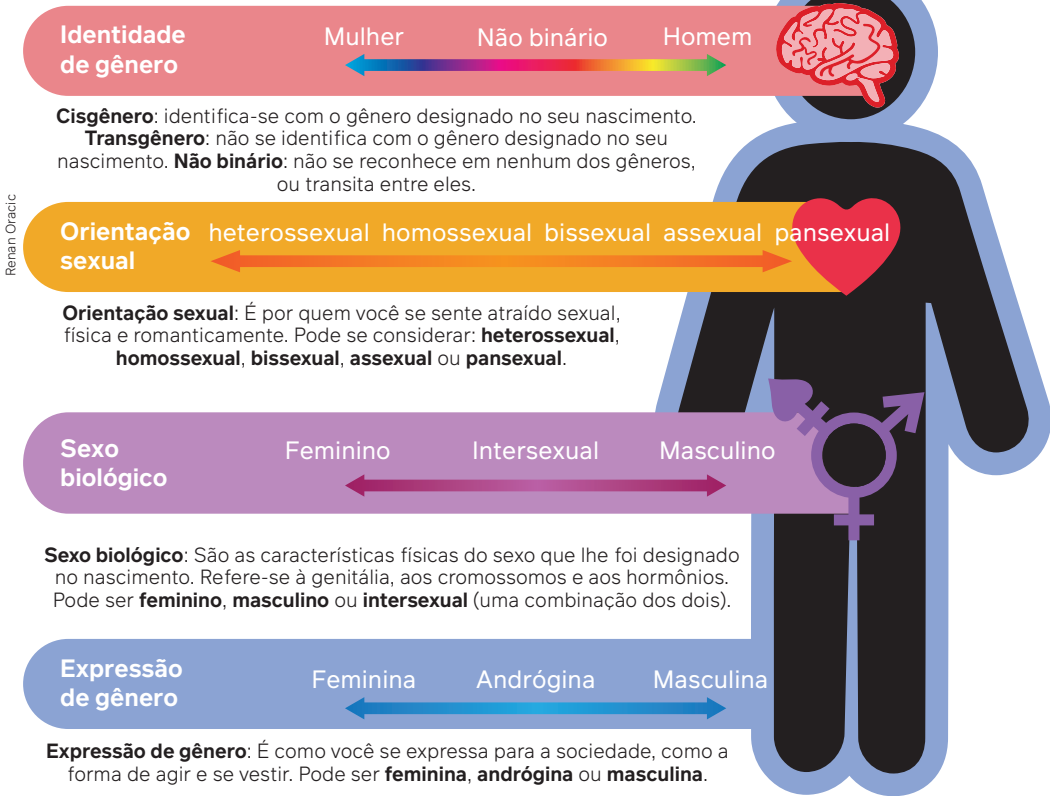 Identidade
de gênero
Mulher Não binário Homem
Cisgênero: identifica-se com o gênero designado no seu nascimento.
Transgênero: não se identifica com o gênero designado no seu
nascimento. Não binário: não se reconhece em nenhum dos gêneros,
ou transita entre eles.
Renan Oracic
Orientação
sexual
heterossexual homossexual bissexual assexual pansexual
Orientação sexual: É por quem você se sente atraído sexual,
física e romanticamente. Pode se considerar: heterossexual,
homossexual, bissexual, assexual ou pansexual.
Sexo
biológico
Feminino Intersexual Masculino
Sexo biológico: São as características físicas do sexo que lhe foi designado
no nascimento. Refere-se à genitália, aos cromossomos e aos hormônios.
Pode ser feminino, masculino ou intersexual (uma combinação dos dois).
Expressão
de gênero
Feminina Andrógina Masculina
Expressão de gênero: É como você se expressa para a sociedade, como a
forma de agir e se vestir. Pode ser feminina, andrógina ou masculina.